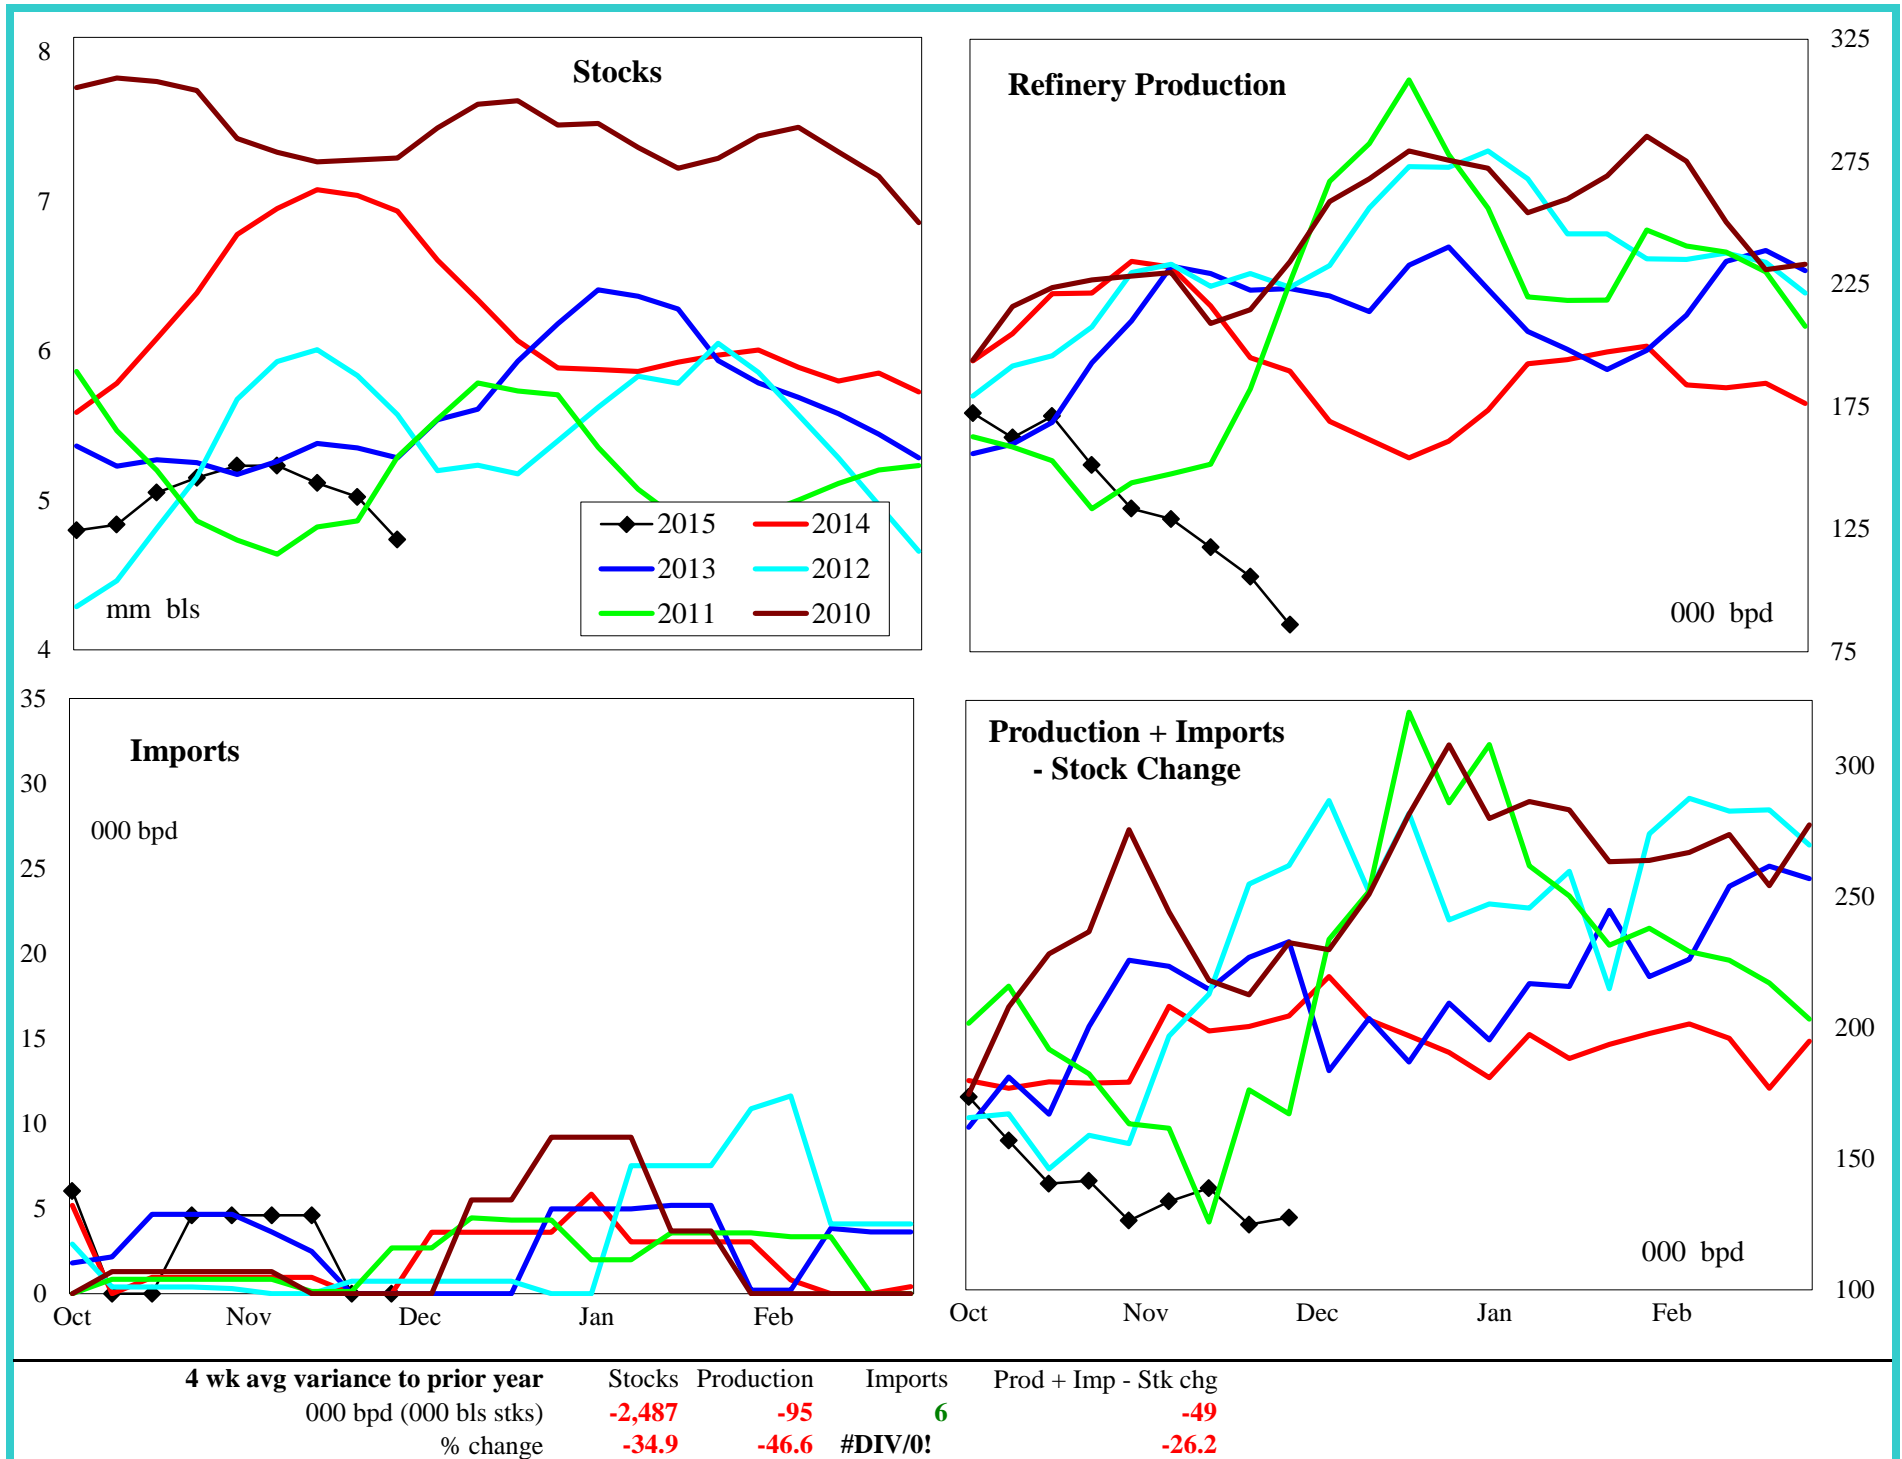 Stocks
8
7
6
5
4
mm bls
2015
2014
2013
2012
2011
2010
Refinery Production
325
275
225
175
125
75
000 bpd
Imports
000 bpd
35
30
25
20
15
10
5
0
Oct Nov Dec Jan Feb
Production + Imports
- Stock Change
300
250
200
150
100
000 bpd
Oct Nov Dec Jan Feb
4 wk avg variance to prior year Stocks Production Imports Prod + Imp - Stk chg
000 bpd (000 bls stks) -2,487 -95 6 -49
% change -34.9 -46.6 #DIV/0! -26.2